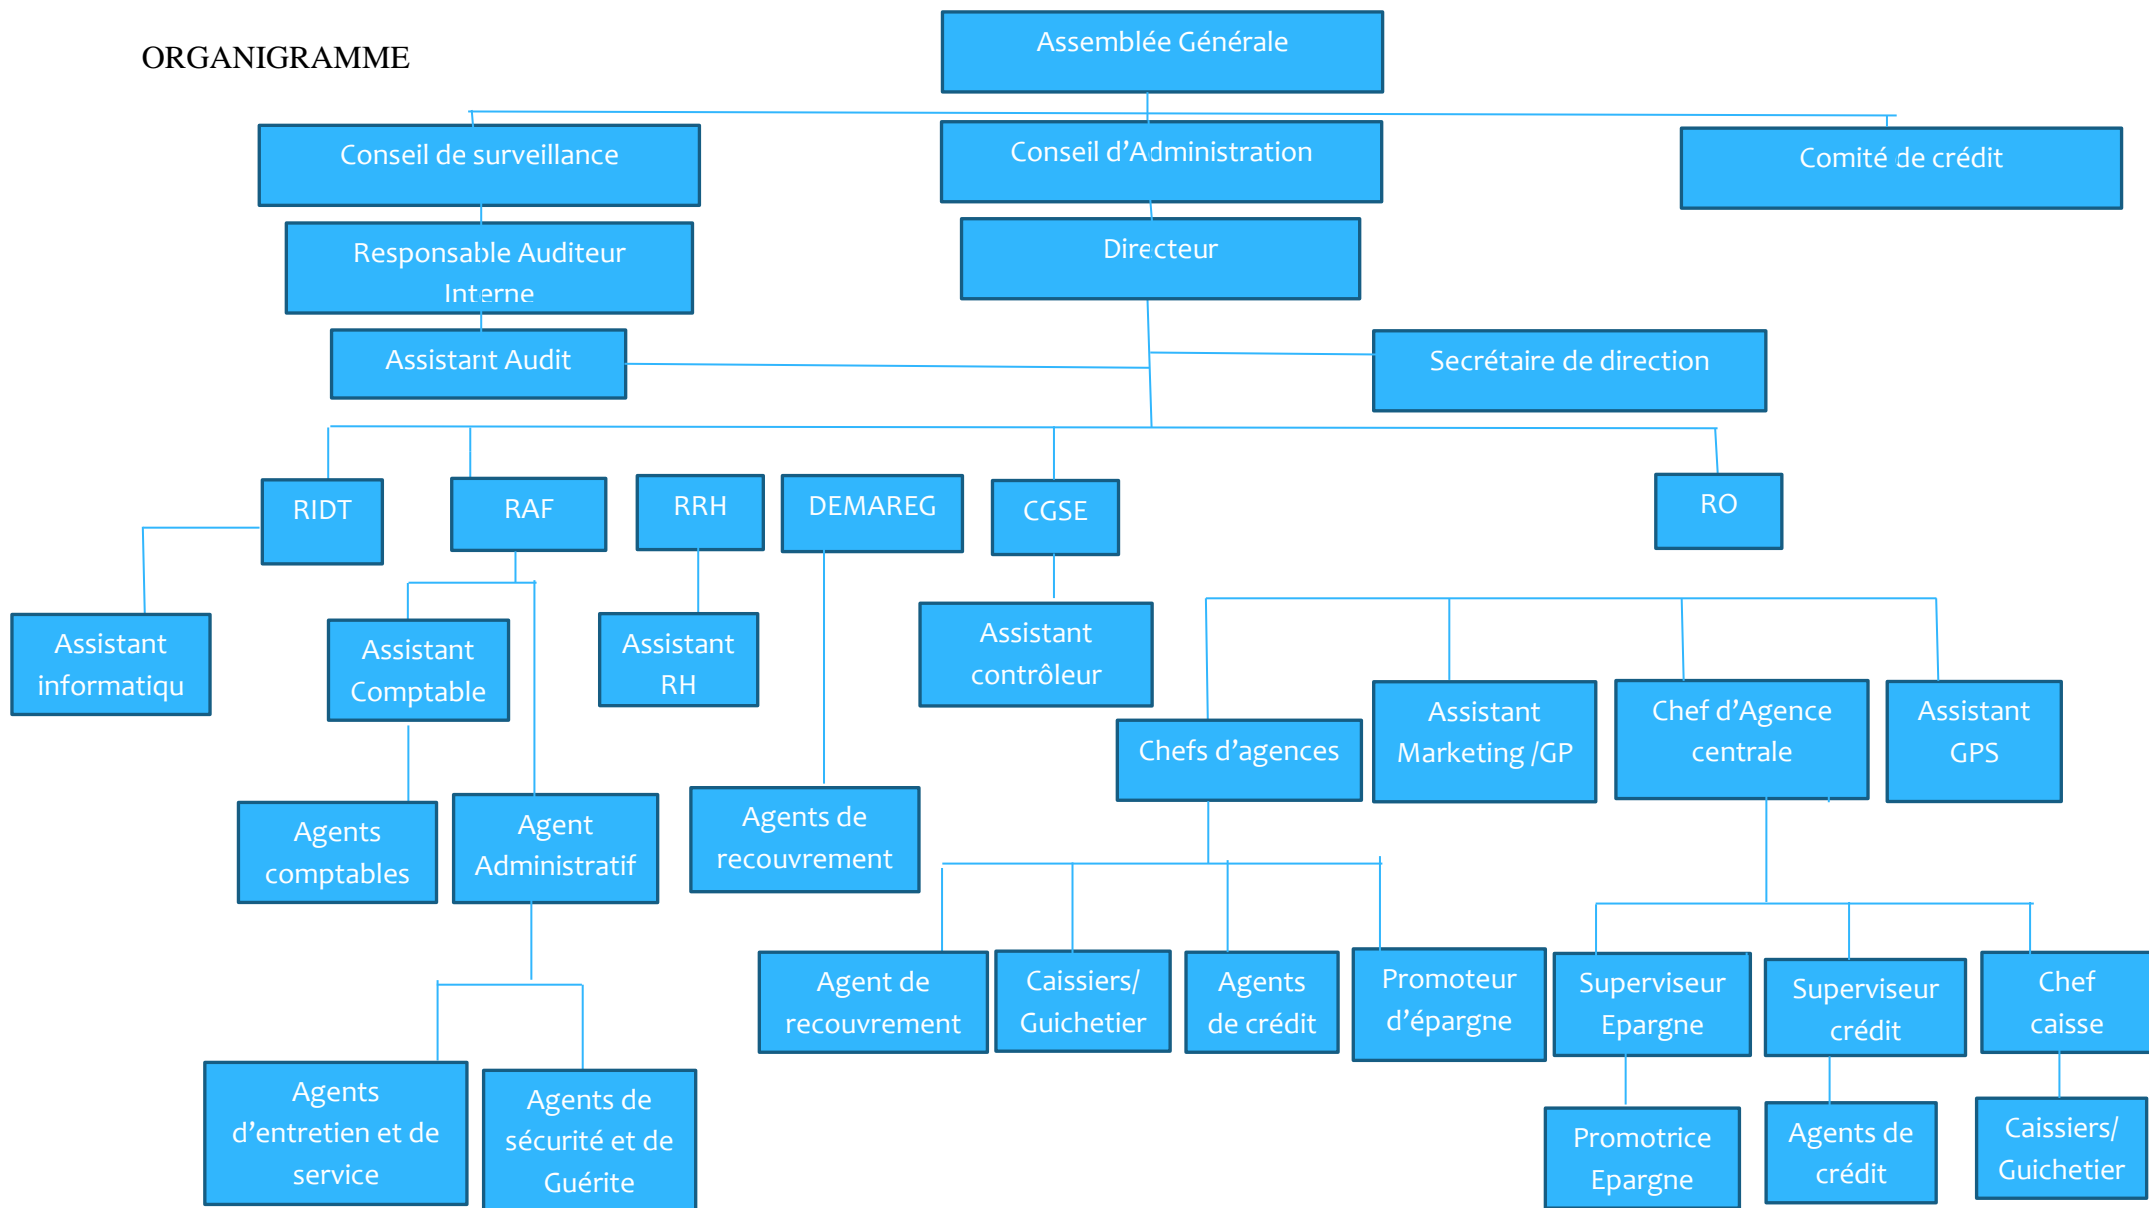 ORGANIGRAMME
Assemblée Générale
Conseil de surveillance
Conseil d’Administration
Comité de crédit
Responsable Auditeur
Interne
Directeur
Assistant Audit
Secrétaire de direction
RIDT
RAF
RRH
DEMAREG
CGSE
RO
Assistant
informatiqu
Assistant
Comptable
Assistant
RH
Assistant
contrôleur
Chefs d’agences
Assistant
Marketing /GP
Chef d’Agence
centrale
Assistant
GPS
Agents
comptables
Agent
Administratif
Agents de
recouvrement
Agent de
recouvrement
Caissiers/
Guichetier
Agents
de crédit
Promoteur
d’épargne
Superviseur
Epargne
Superviseur
crédit
Chef
caisse
Agents
d’entretien et de
service
Agents de
sécurité et de
Guérite
Promotrice
Epargne
Agents de
crédit
Caissiers/
Guichetier